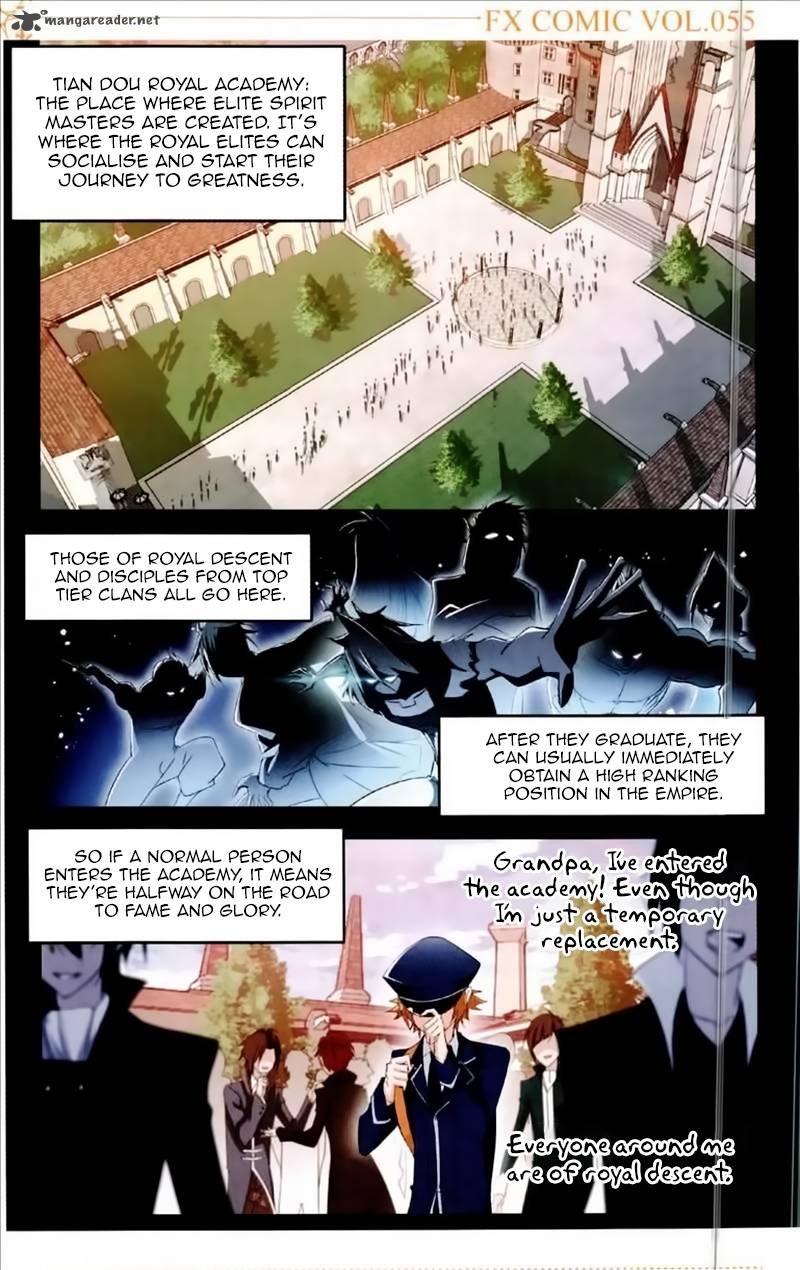 mangareader.net
FX COMIC VOL.055
TIAN DOU ROYAL ACADEMY:
THE PLACE WHERE ELITE SPIRIT
MASTERS ARE CREATED. IT'S
WHERE THE ROYAL ELITES CAN
SOCIALISE AND START THEIR
JOURNEY TO GREATNESS.
THOSE OF ROYAL DESCENT
AND DISCIPLES FROM TOP
TIER CLANS ALL GO HERE.
AFTER THEY GRADUATE, THEY
CAN USUALLY IMMEDIATELY
OBTAIN A HIGH RANKING
POSITION IN THE EMPIRE.
SO IF A NORMAL PERSON
ENTERS THE ACADEMY, IT MEANS
THEY'RE HALFWAY ON THE ROAD
TO FAME AND GLORY.
Grandpa, I've entered
the academy! Even though
I'm just a temporary
replacement.
Everyone around me
are of royal descent.